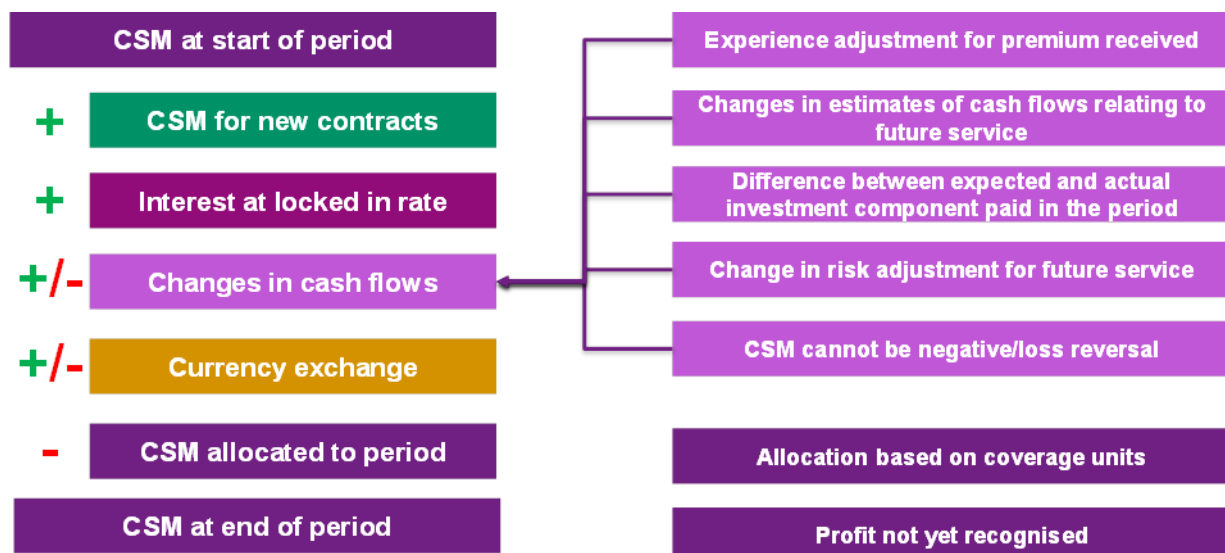 CSM at start of period
+
CSM for new contracts
+
Interest at locked in rate
+/-
Changes in cash flows
+/-
Currency exchange
-
CSM allocated to period
CSM at end of period
Experience adjustment for premium received
Changes in estimates of cash flows relating to
future service
Difference between expected and actual
investment component paid in the period
Change in risk adjustment for future service
CSM cannot be negative/loss reversal
Allocation based on coverage units
Profit not yet recognised